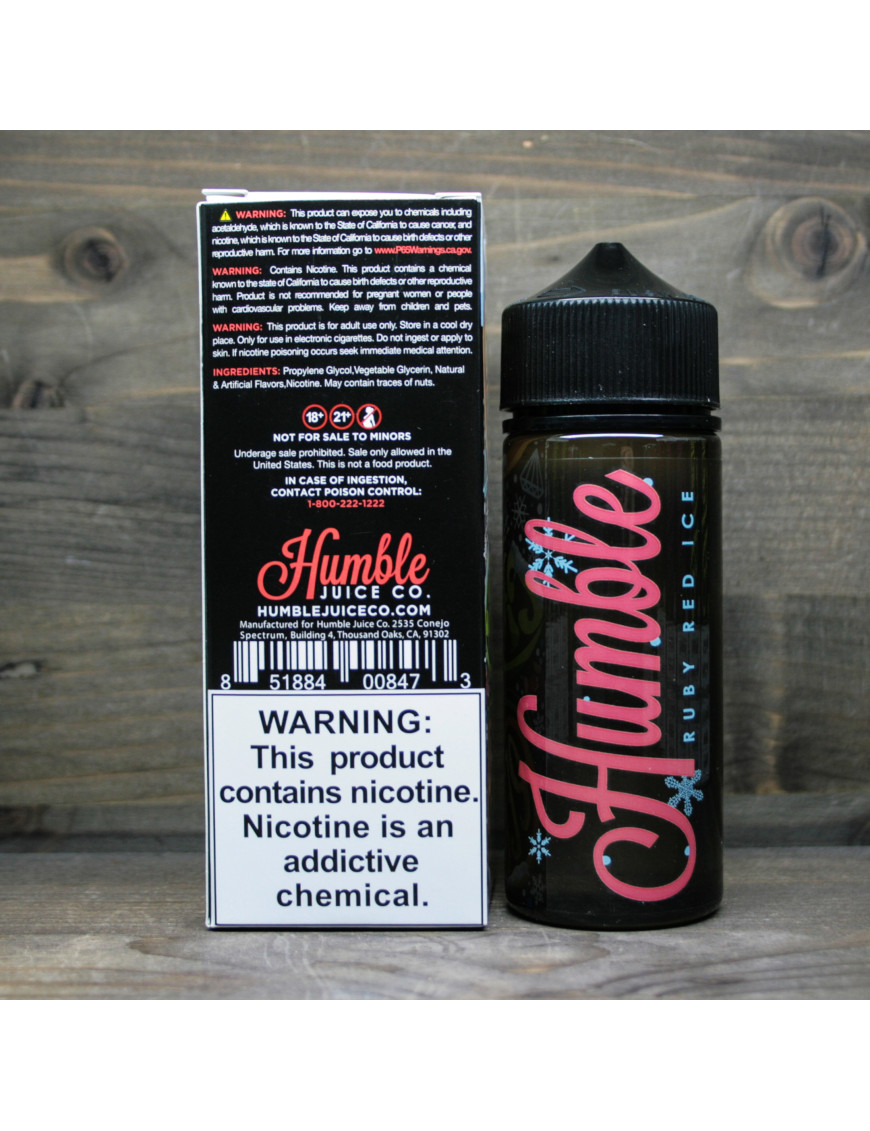 ⚠ WARNING: This product can expose you to chemicals including
acetaldehyde, which is known to the State of California to cause cancer, and
nicotine, which is known to the State of California to cause birth defects or other
reproductive harm. For more information go to www.P65Warnings.ca.gov.
WARNING: Contains Nicotine. This product contains a chemical
known to the state of California to cause birth defects or other reproductive
harm. Product is not recommended for pregnant women or people
with cardiovascular problems. Keep away from children and pets.
WARNING: This product is for adult use only. Store in a cool dry
place. Only for use in electronic cigarettes. Do not ingest or apply to
skin. If nicotine poisoning occurs seek immediate medical attention.
INGREDIENTS: Propylene Glycol,Vegetable Glycerin, Natural
& Artificial Flavors,Nicotine. May contain traces of nuts.
18+ 21+
NOT FOR SALE TO MINORS
Underage sale prohibited. Sale only allowed in the
United States. This is not a food product.
IN CASE OF INGESTION,
CONTACT POISON CONTROL:
1-800-222-1222
Humble
JUICE CO.
HUMBLEJUICECO.COM
Manufactured for Humble Juice Co. 2535 Conejo
Spectrum, Building 4, Thousand Oaks, CA, 91302
8 51884 00847 3
WARNING:
This product
contains nicotine.
Nicotine is an
addictive
chemical.
Humble
RUBY RED ICE